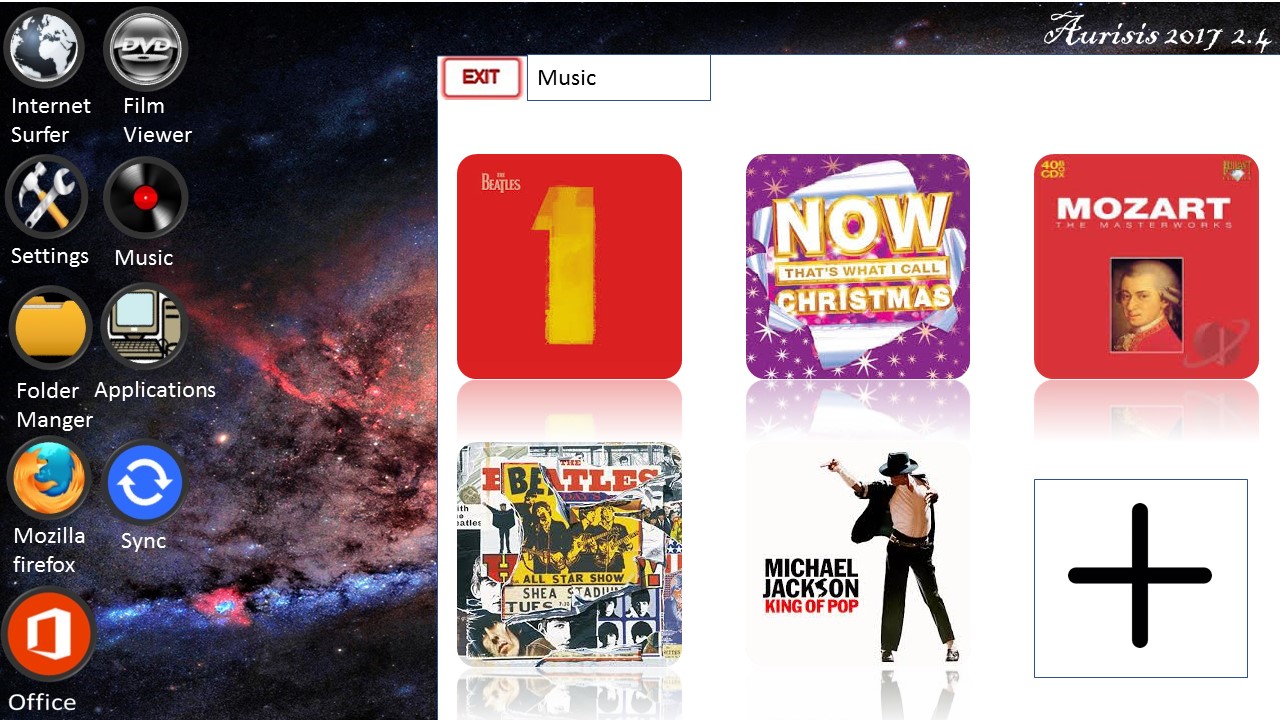 Aurisis 2017 2.4
Internet
Surfer
Film
Viewer
DVD
Settings
Music
Folder
Manger
Applications
Mozilla
firefox
Sync
Office
EXIT
Music
THE
BEATLES
1
NOW
THAT'S WHAT I CALL
CHRISTMAS
40
CDs
MOZART
THE MASTERWORKS
THE
BEATLES
ALL STAR SHOW
SHEA STADIUM
TUES
MICHAEL
JACKSON
KING OF POP